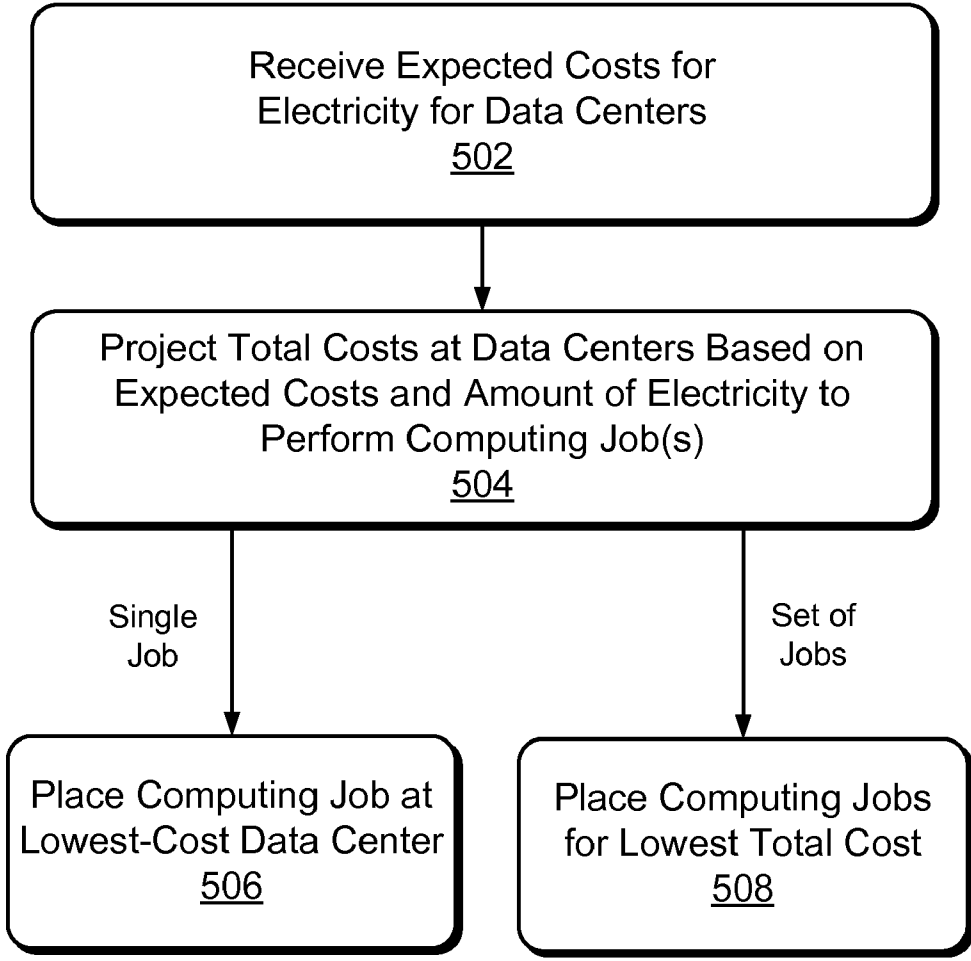 Receive Expected Costs for
Electricity for Data Centers
502
Project Total Costs at Data Centers Based on
Expected Costs and Amount of Electricity to
Perform Computing Job(s)
504
Single
Job
Set of
Jobs
Place Computing Job at
Lowest-Cost Data Center
506
Place Computing Jobs
for Lowest Total Cost
508